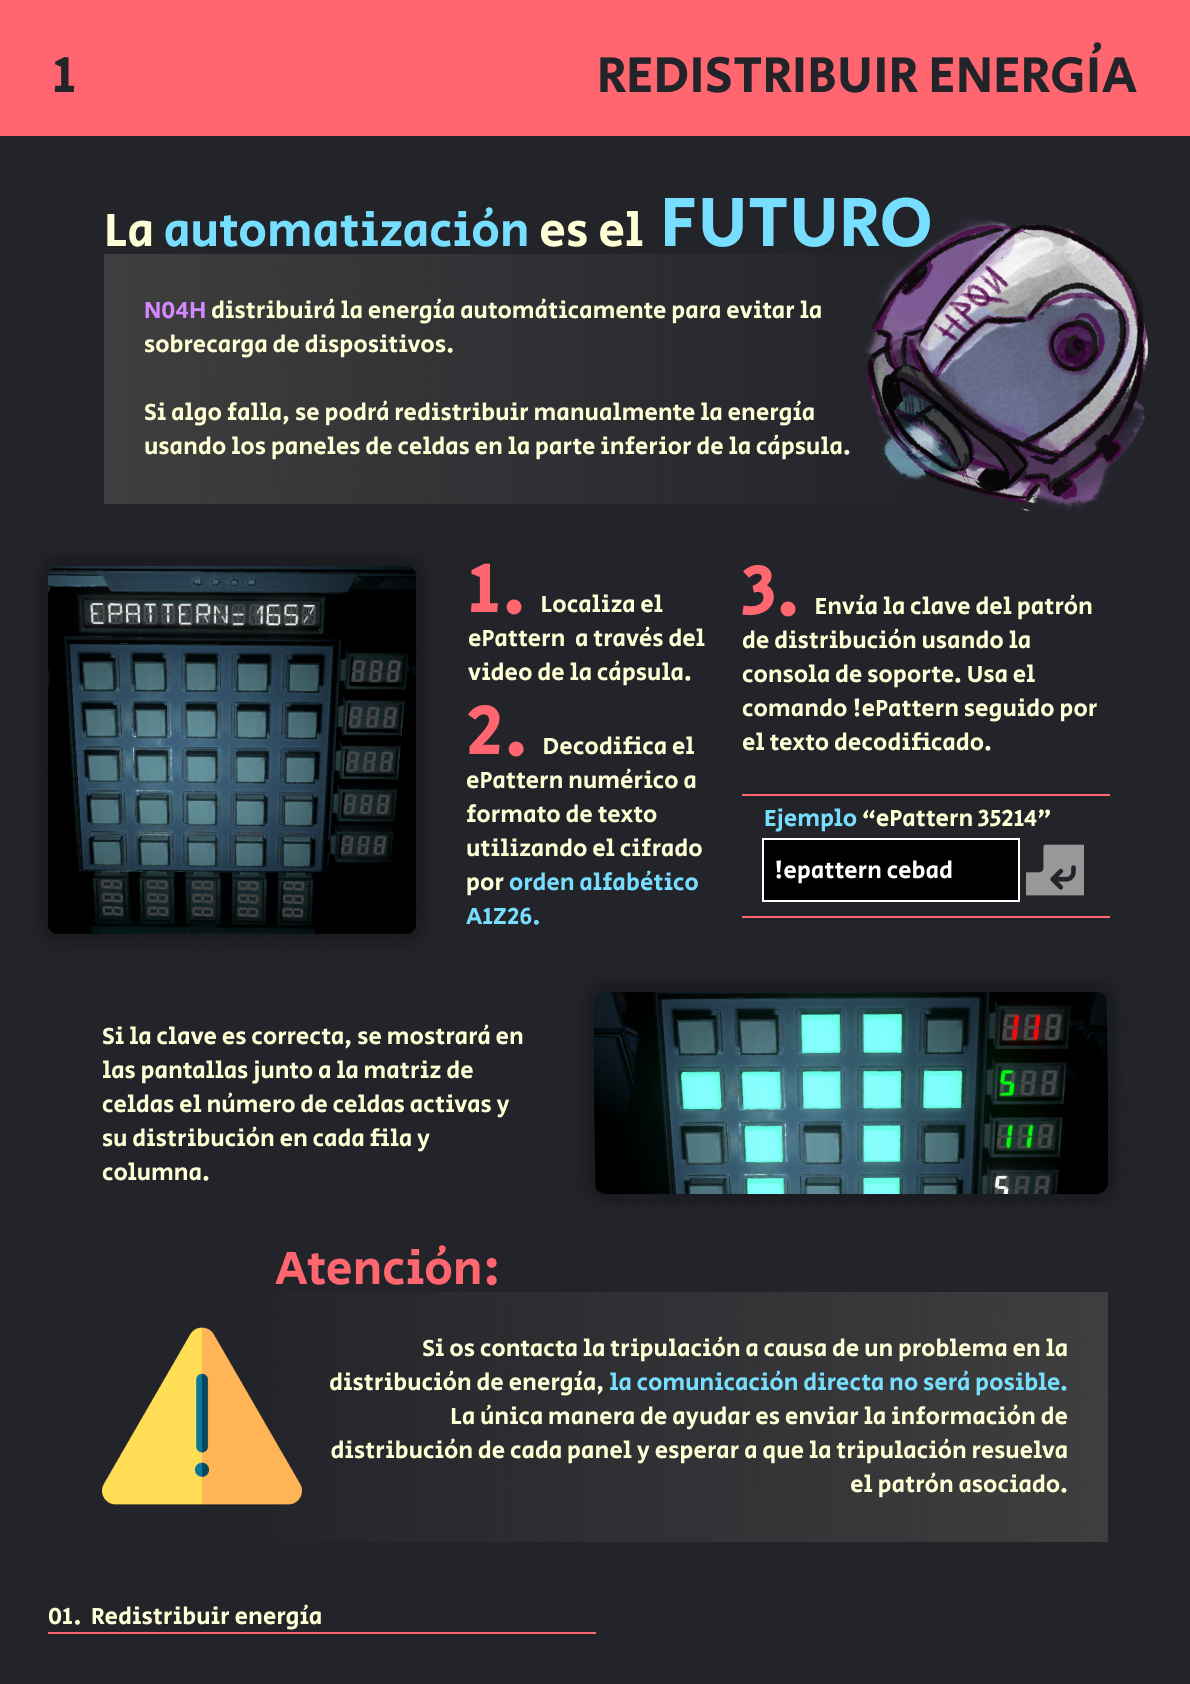 1
REDISTRIBUIR ENERGÍA
La automatización es el FUTURO
N04H distribuirá la energía automáticamente para evitar la
sobrecarga de dispositivos.
Si algo falla, se podrá redistribuir manualmente la energía
usando los paneles de celdas en la parte inferior de la cápsula.
EPATTERN=1657
1. Localiza el
ePattern a través del
video de la cápsula.
2. Decodifica el
ePattern numérico a
formato de texto
utilizando el cifrado
por orden alfabético
A1Z26.
3. Envía la clave del patrón
de distribución usando la
consola de soporte. Usa el
comando !ePattern seguido por
el texto decodificado.
Ejemplo “ePattern 35214”
!epattern cebad
Si la clave es correcta, se mostrará en
las pantallas junto a la matriz de
celdas el número de celdas activas y
su distribución en cada fila y
columna.
11
5
11
5
Atención:
Si os contacta la tripulación a causa de un problema en la
distribución de energía, la comunicación directa no será posible.
La única manera de ayudar es enviar la información de
distribución de cada panel y esperar a que la tripulación resuelva
el patrón asociado.
01. Redistribuir energía